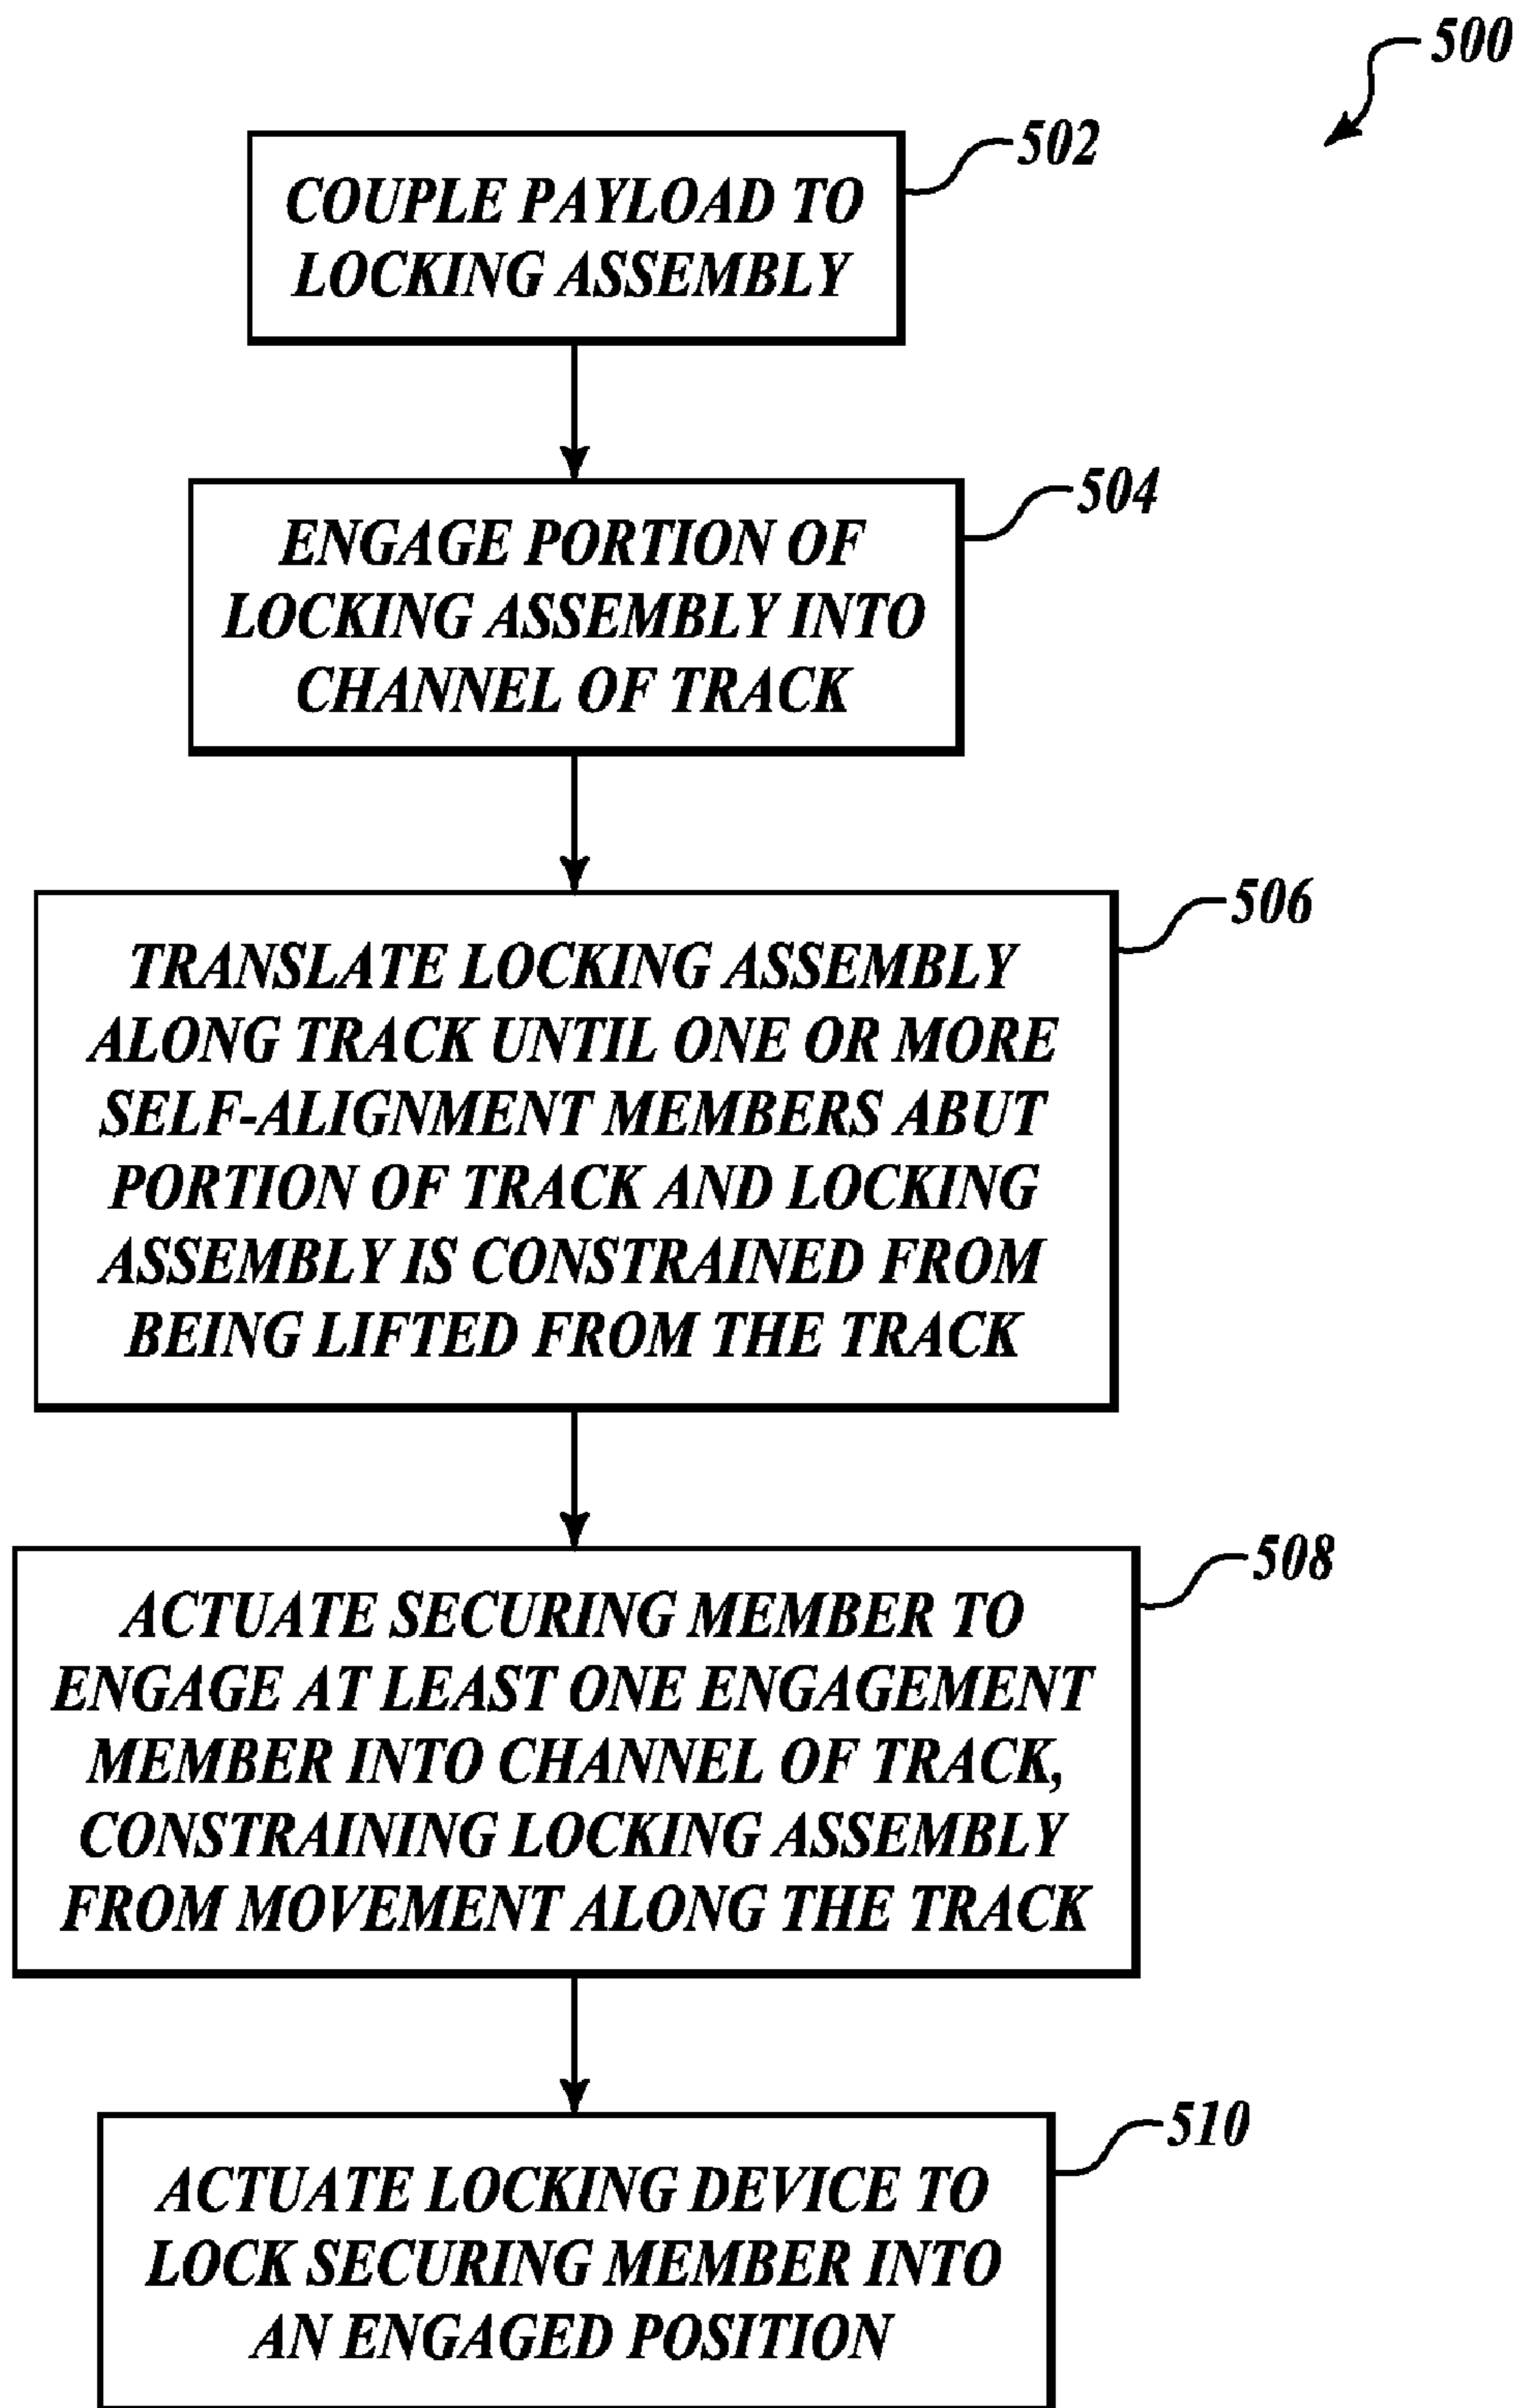 500
502
COUPLE PAYLOAD TO
LOCKING ASSEMBLY
504
ENGAGE PORTION OF
LOCKING ASSEMBLY INTO
CHANNEL OF TRACK
506
TRANSLATE LOCKING ASSEMBLY
ALONG TRACK UNTIL ONE OR MORE
SELF-ALIGNMENT MEMBERS ABUT
PORTION OF TRACK AND LOCKING
ASSEMBLY IS CONSTRAINED FROM
BEING LIFTED FROM THE TRACK
508
ACTUATE SECURING MEMBER TO
ENGAGE AT LEAST ONE ENGAGEMENT
MEMBER INTO CHANNEL OF TRACK,
CONSTRAINING LOCKING ASSEMBLY
FROM MOVEMENT ALONG THE TRACK
510
ACTUATE LOCKING DEVICE TO
LOCK SECURING MEMBER INTO
AN ENGAGED POSITION